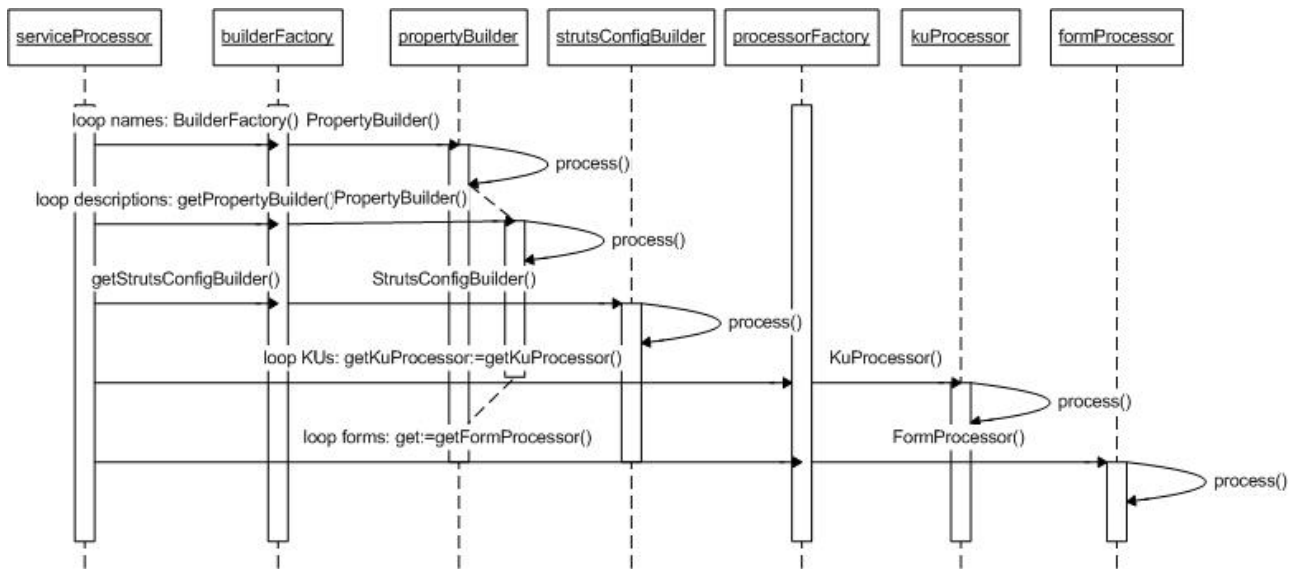 serviceProcessor builderFactory propertyBuilder strutsConfigBuilder processorFactory kuProcessor formProcessor
loop names: BuilderFactory() PropertyBuilder()
process()
loop descriptions: getPropertyBuilder() PropertyBuilder()
process()
getStrutsConfigBuilder() StrutsConfigBuilder()
process()
loop KUs: getKuProcessor:=getKuProcessor() KuProcessor()
process()
loop forms: get:=getFormProcessor() FormProcessor()
process()